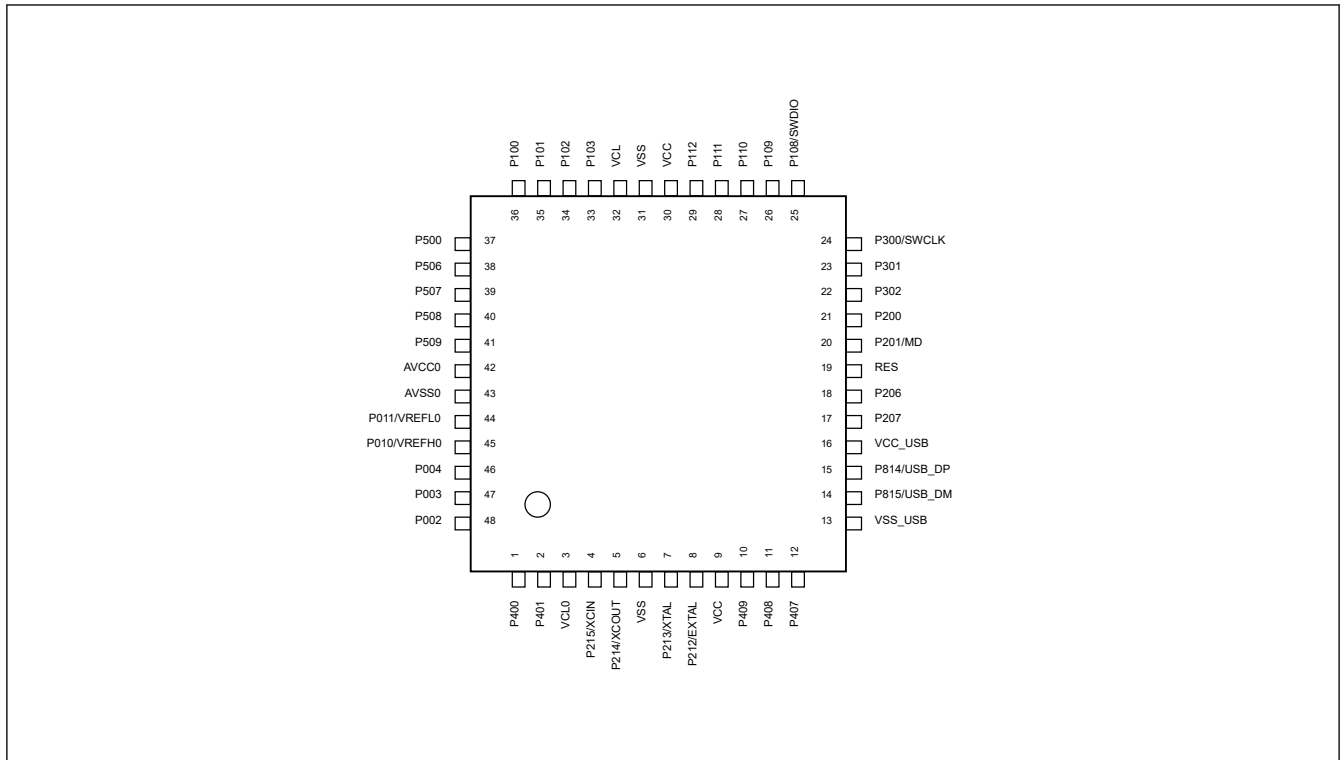 P100 P101 P102 P103 VCL VSS VCC P112 P111 P110 P109 P108/SWDIO
36 35 34 33 32 31 30 29 28 27 26 25
P500 37 24 P300/SWCLK
P506 38 23 P301
P507 39 22 P302
P508 40 21 P200
P509 41 20 P201/MD
AVCC0 42 19 RES
AVSS0 43 18 P206
P011/VREFL0 44 17 P207
P010/VREFH0 45 16 VCC_USB
P004 46 15 P814/USB_DP
P003 47 14 P815/USB_DM
P002 48 13 VSS_USB
1 2 3 4 5 6 7 8 9 10 11 12
P400 P401 VCL0 P215/XCIN P214/XCOUT VSS P213/XTAL P212/EXTAL VCC P409 P408 P407